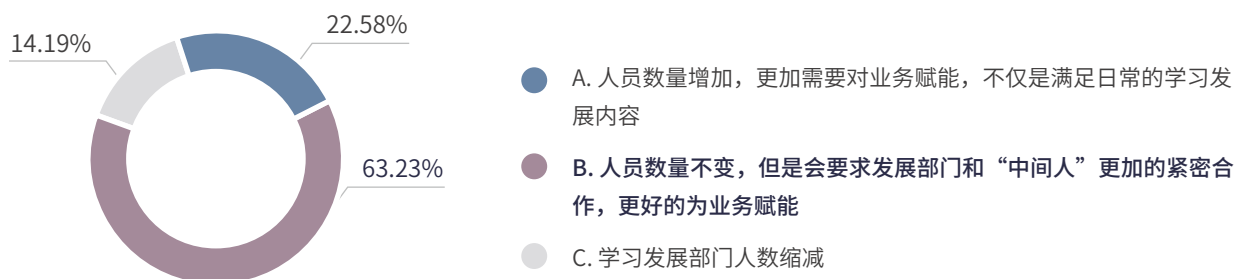 22.58%
14.19%
63.23%
A. 人员数量增加，更加需要对业务赋能，不仅是满足日常的学习发
展内容
B. 人员数量不变，但是会要求发展部门和“中间人”更加的紧密合
作，更好的为业务赋能
C. 学习发展部门人数缩减